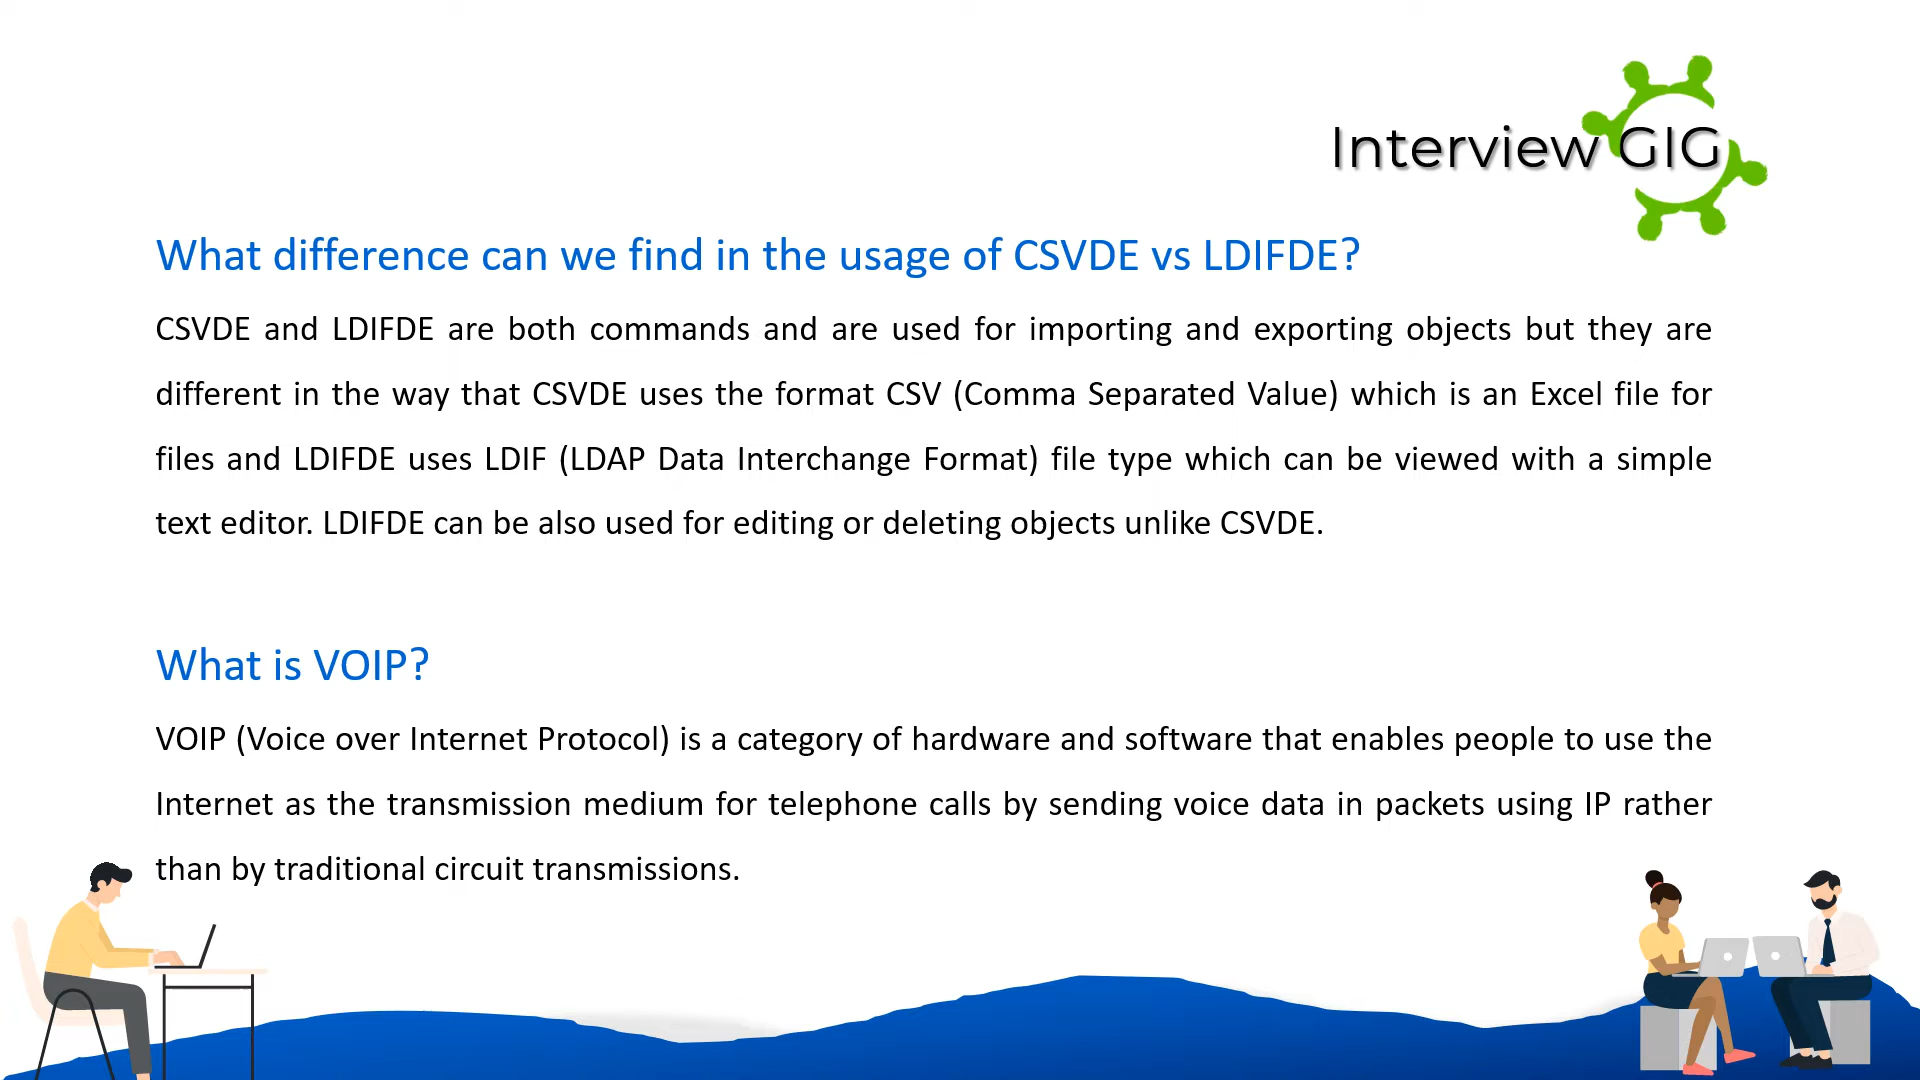 Interview GIG
What difference can we find in the usage of CSVDE vs LDIFDE?
CSVDE and LDIFDE are both commands and are used for importing and exporting objects but they are
different in the way that CSVDE uses the format CSV (Comma Separated Value) which is an Excel file for
files and LDIFDE uses LDIF (LDAP Data Interchange Format) file type which can be viewed with a simple
text editor. LDIFDE can be also used for editing or deleting objects unlike CSVDE.
What is VOIP?
VOIP (Voice over Internet Protocol) is a category of hardware and software that enables people to use the
Internet as the transmission medium for telephone calls by sending voice data in packets using IP rather
than by traditional circuit transmissions.